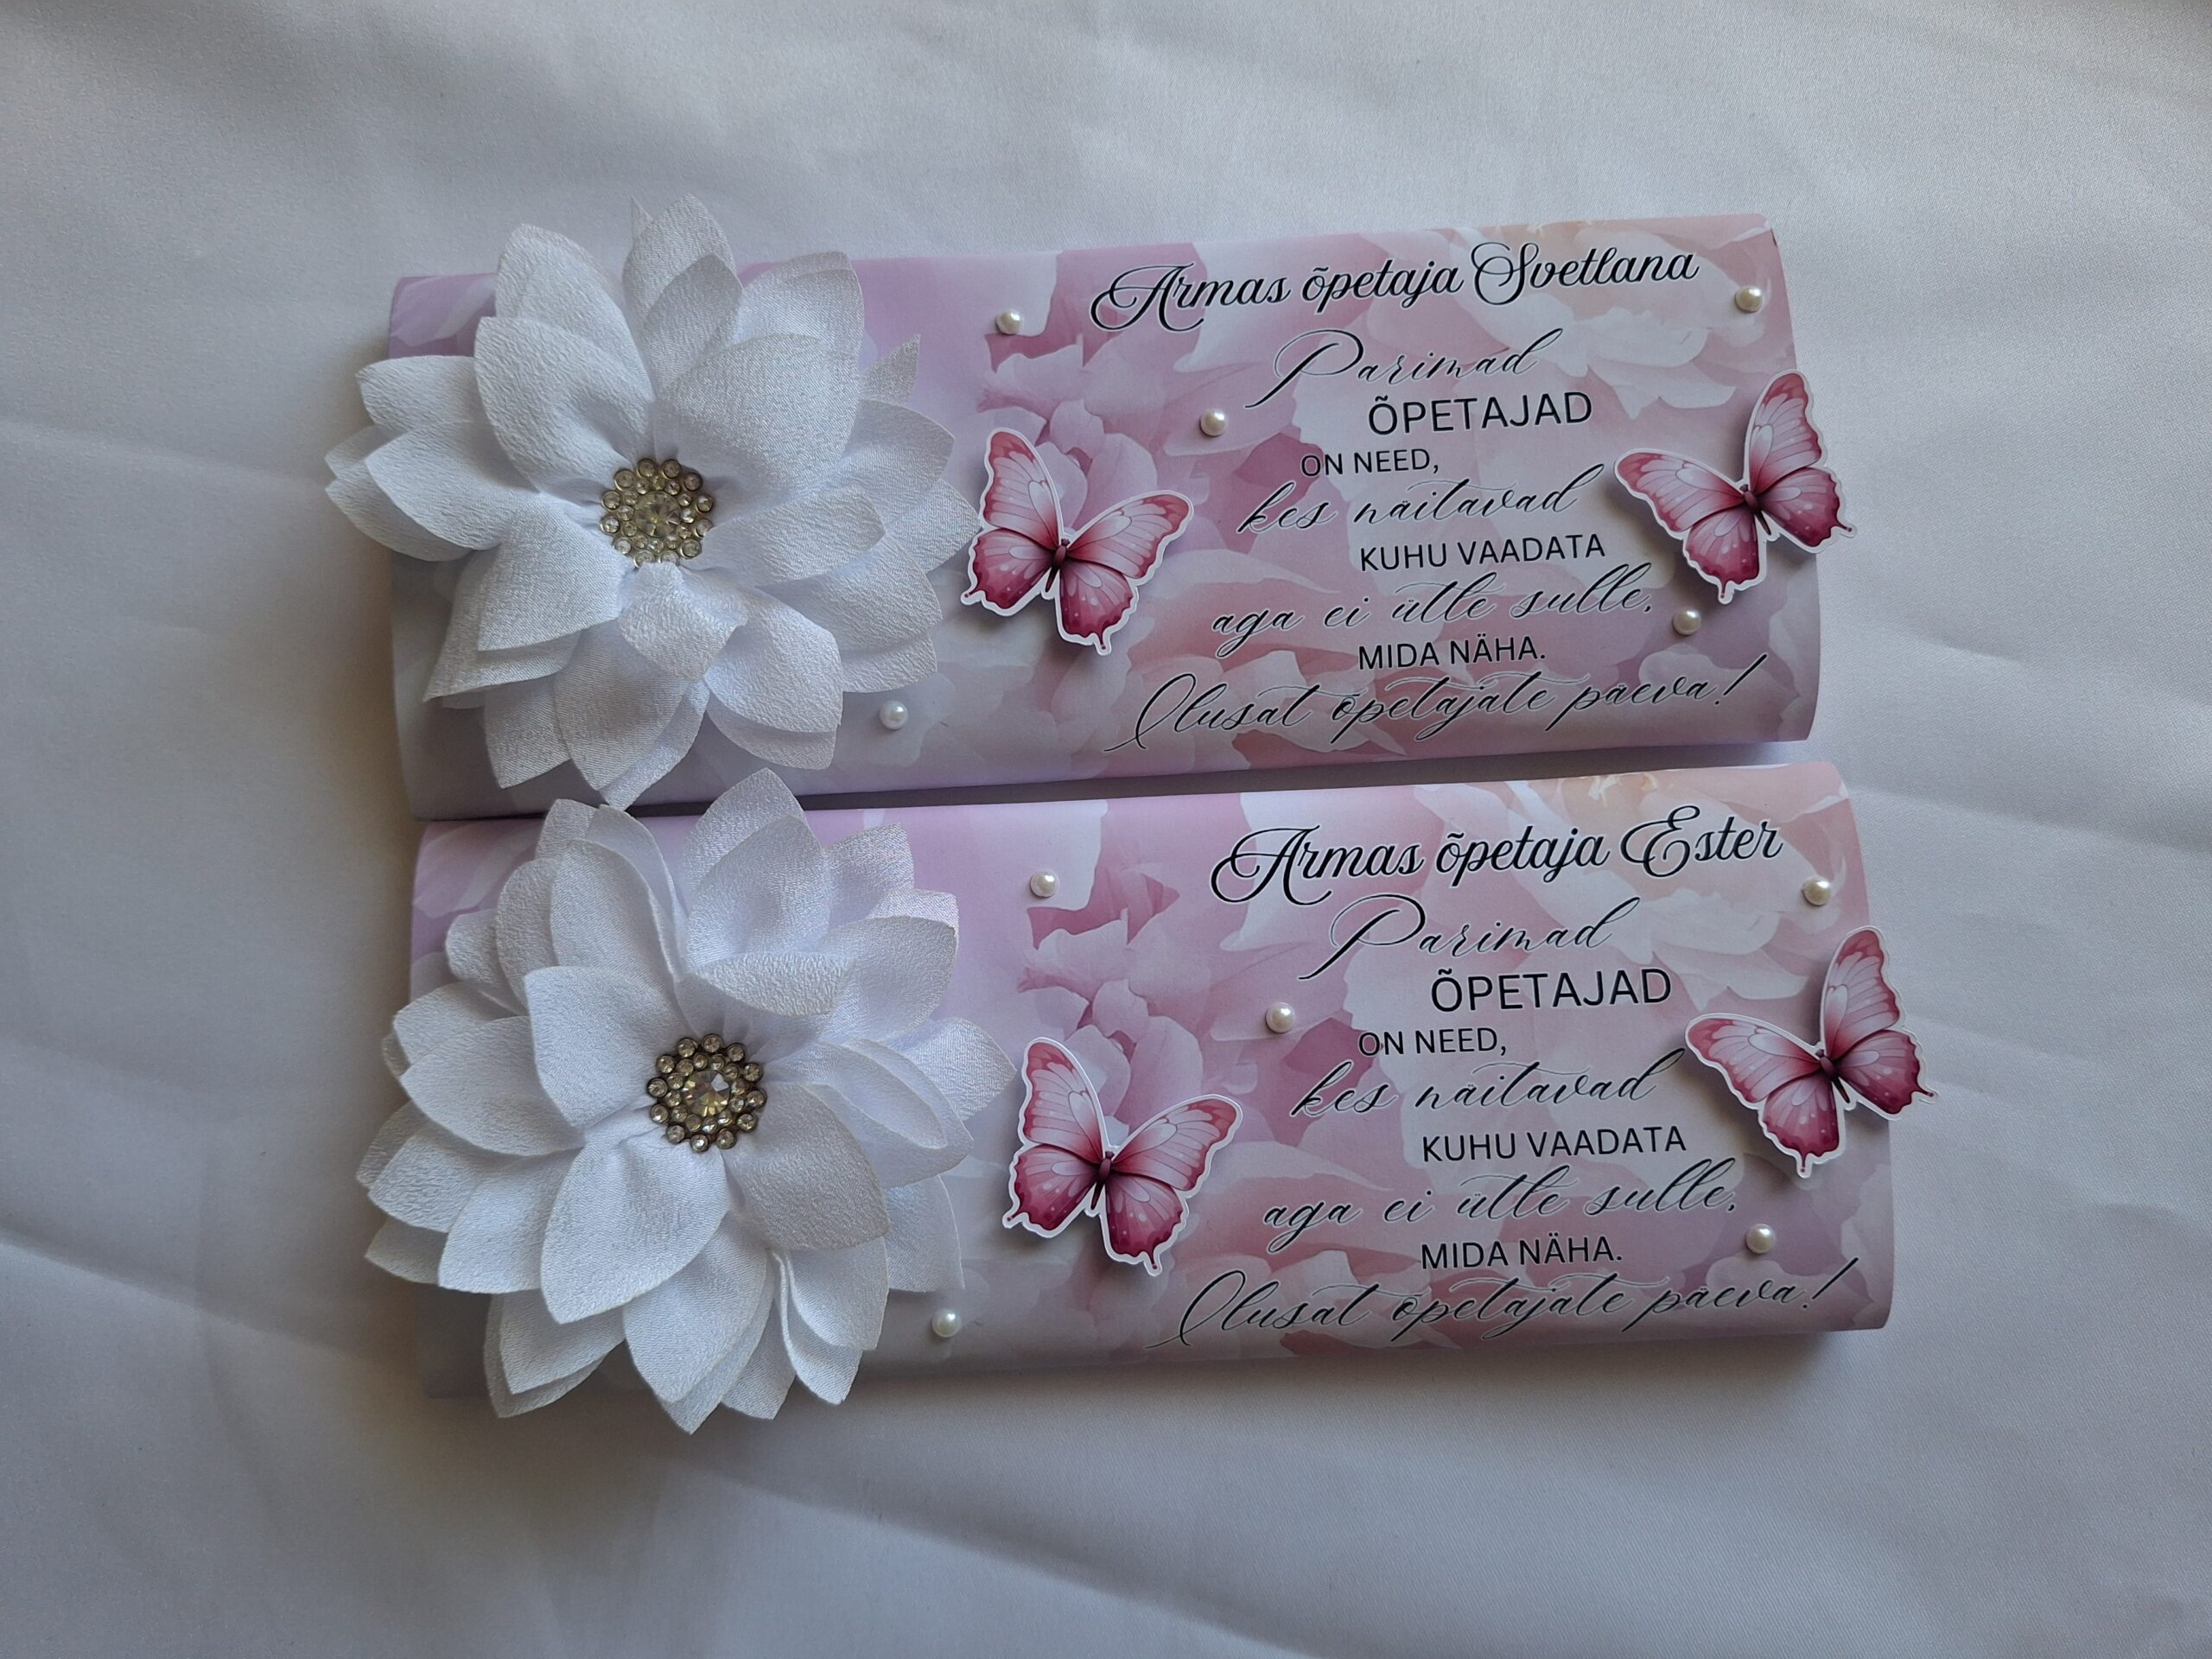 Armas õpetaja Svetlana
Parimad
ÕPETAJAD
ON NEED,
kes näitavad
KUHU VAADATA
aga ei ütle sulle,
MIDA NÄHA.
Ilusat õpetajate päeva!
Armas õpetaja Ester
Parimad
ÕPETAJAD
ON NEED,
kes näitavad
KUHU VAADATA
aga ei ütle sulle,
MIDA NÄHA.
Ilusat õpetajate päeva!